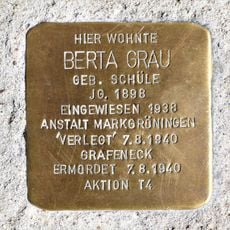 HIER WOHNTE
BERTA GRAU
GEB. SCHÜLE
JG. 1898
EINGEWIESEN 1938
ANSTALT MARKGRÖNINGEN
'VERLEGT' 7.8.1940
GRAFENECK
ERMORDET 7.8.1940
AKTION T4